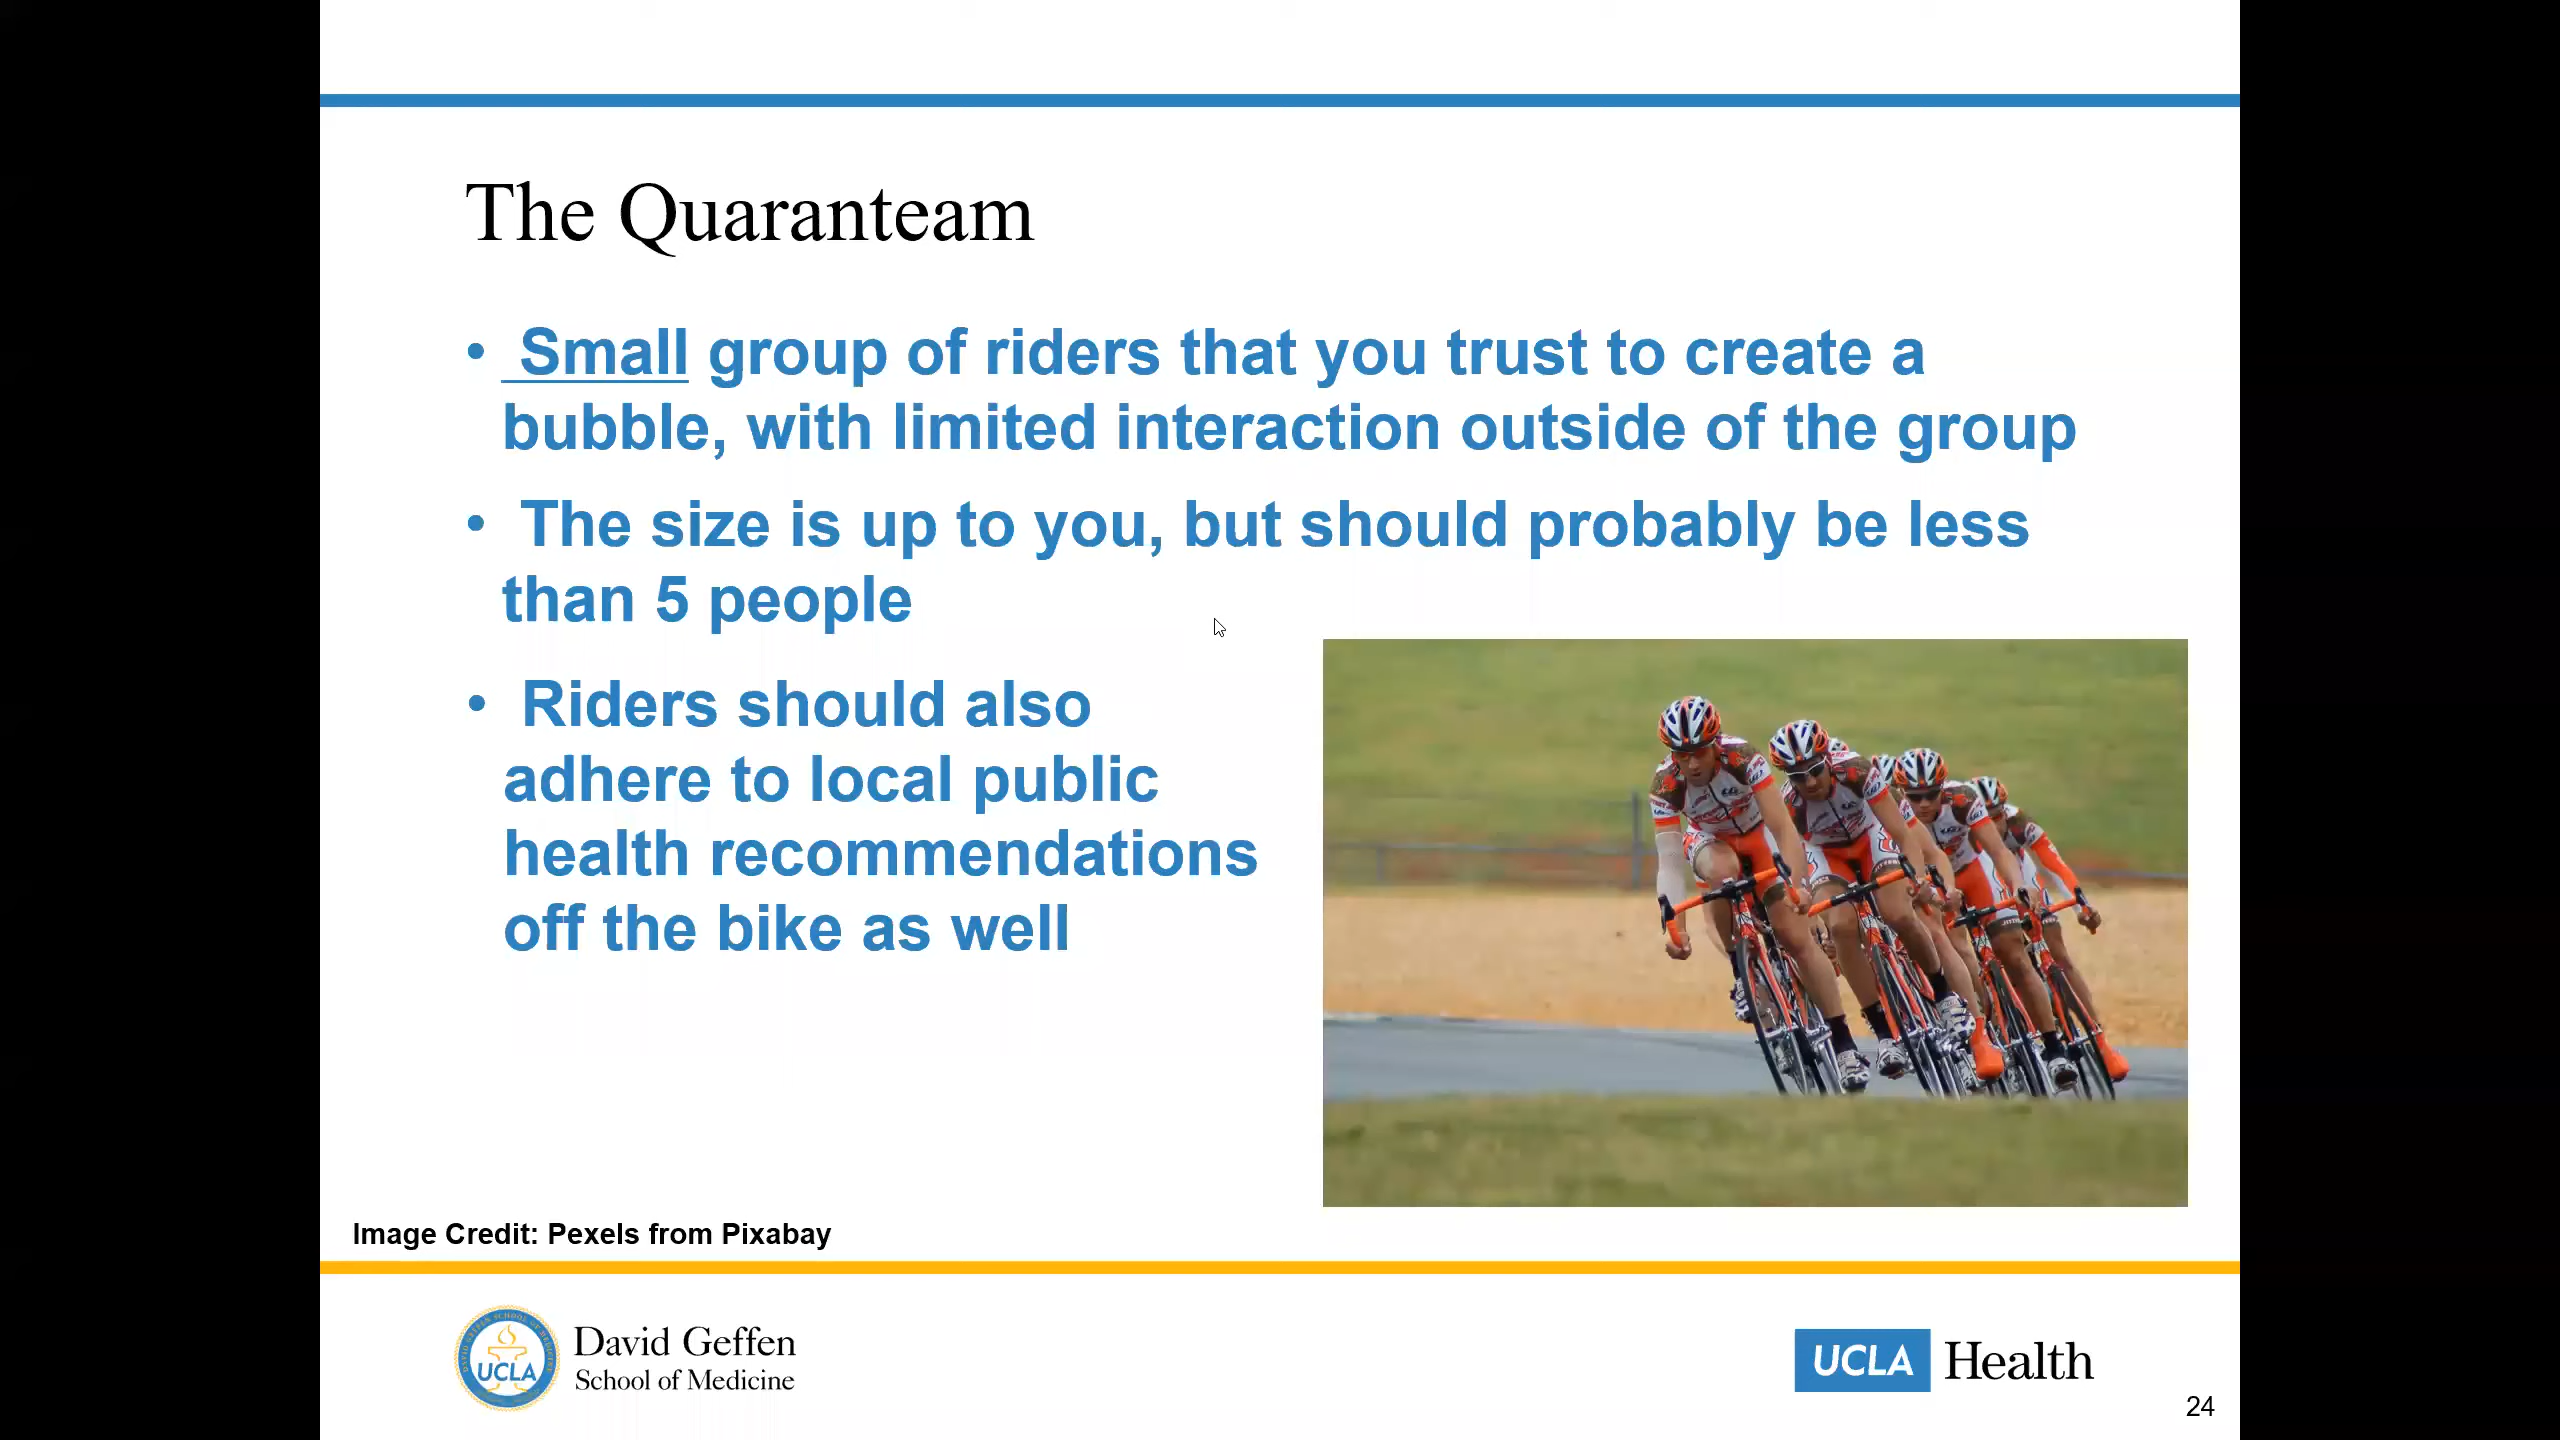 The Quaranteam
• Small group of riders that you trust to create a
bubble, with limited interaction outside of the group
• The size is up to you, but should probably be less
than 5 people
• Riders should also
adhere to local public
health recommendations
off the bike as well
Image Credit: Pexels from Pixabay
UCLA
David Geffen
School of Medicine
UCLA Health
24